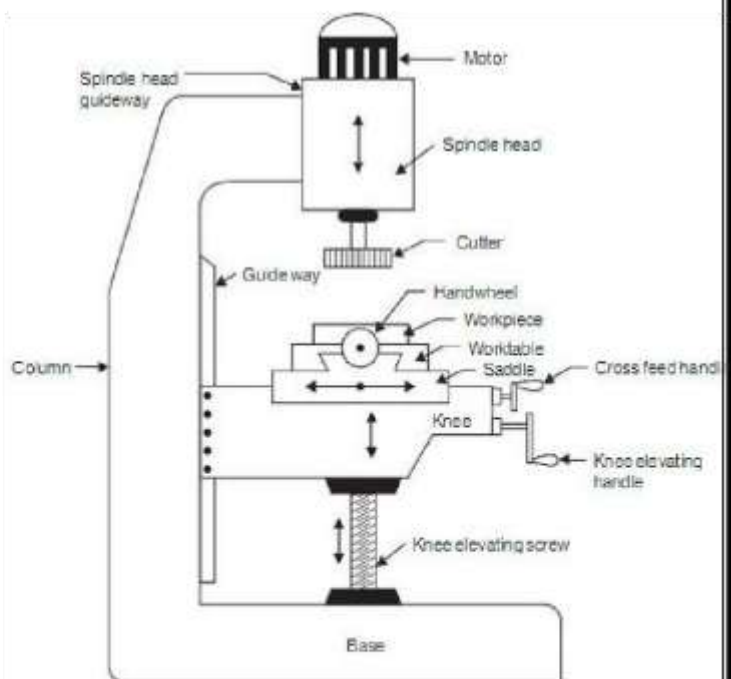 Motor
Spindle head
guideway
Spindle head
Cutter
Guide way
Handwheel
Workpiece
Worktable
Saddle
Column
Cross feed handl
Knee
Knee elevating
handle
Knee elevating screw
Base